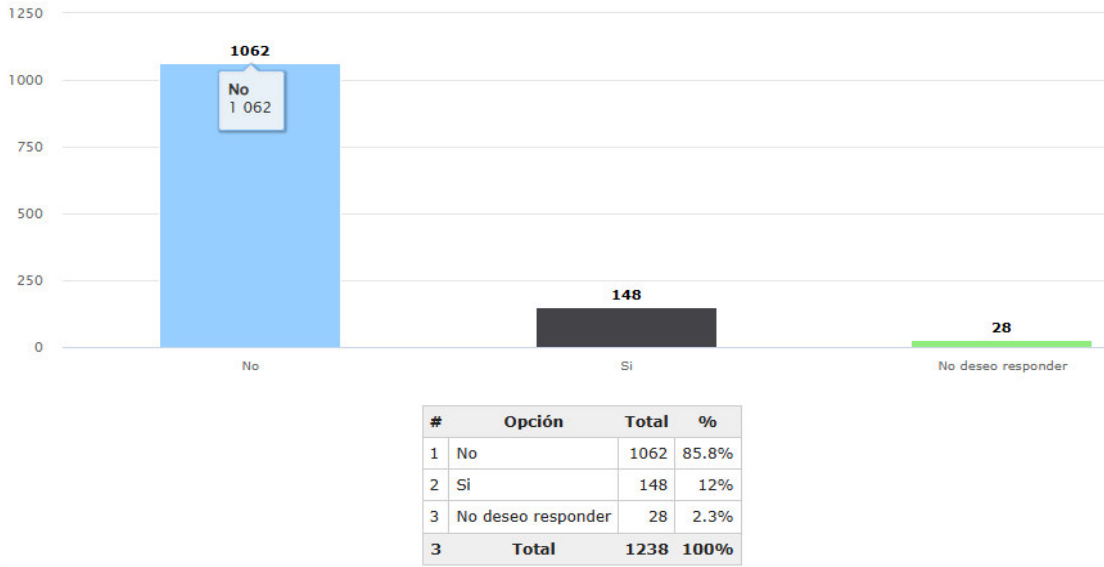 1250
1062
1000
No
1 062
750
500
250
148
28
0
No
Si
No deseo responder
# Opción Total %
1 No 1062 85.8%
2 Si 148 12%
3 No deseo responder 28 2.3%
3 Total 1238 100%